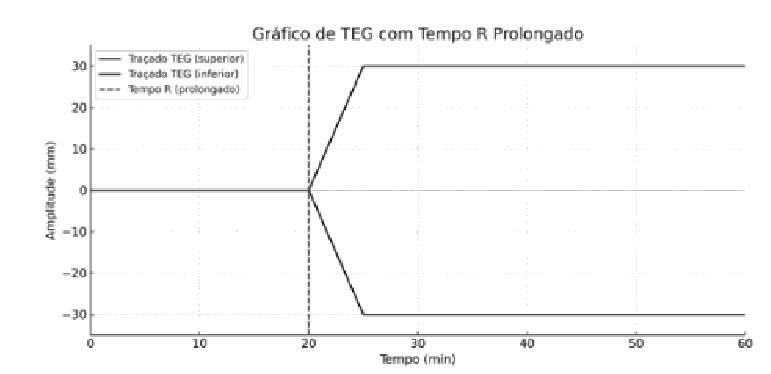 Gráfico de TEG com Tempo R Prolongado
Traçado TEG (superior)
Traçado TEG (inferior)
Tempo R (prolongado)
Amplitude (mm)
30
20
10
0
−10
−20
−30
0 10 20 30 40 50 60
Tempo (min)